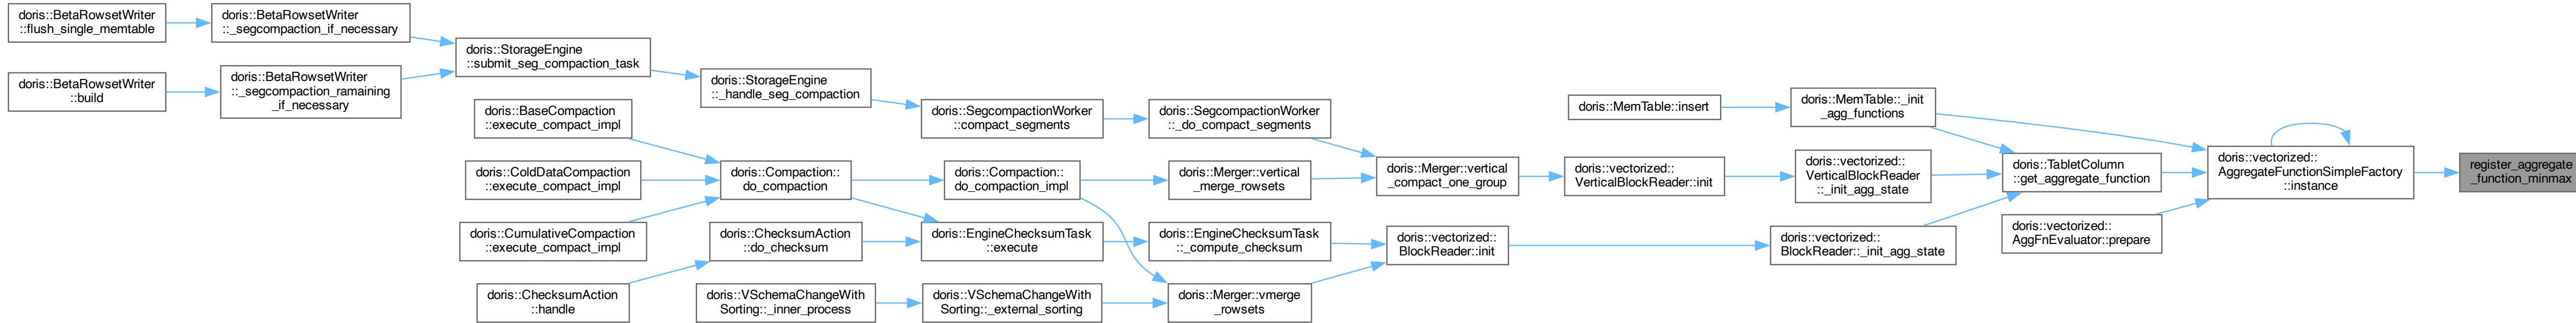 doris::BetaRowsetWriter
::flush_single_memtable
doris::BetaRowsetWriter
::_segcompaction_if_necessary
doris::BetaRowsetWriter
::build
doris::BetaRowsetWriter
::_segcompaction_ramaining
_if_necessary
doris::StorageEngine
::submit_seg_compaction_task
doris::StorageEngine
::_handle_seg_compaction
doris::BaseCompaction
::execute_compact_impl
doris::ColdDataCompaction
::execute_compact_impl
doris::CumulativeCompaction
::execute_compact_impl
doris::ChecksumAction
::handle
doris::Compaction::
do_compaction
doris::ChecksumAction
::do_checksum
doris::VSchemaChangeWith
Sorting::_inner_process
doris::SegcompactionWorker
::compact_segments
doris::Compaction::
do_compaction_impl
doris::EngineChecksumTask
::execute
doris::VSchemaChangeWith
Sorting::_external_sorting
doris::SegcompactionWorker
::_do_compact_segments
doris::Merger::vertical
_merge_rowsets
doris::EngineChecksumTask
::_compute_checksum
doris::Merger::vmerge
_rowsets
doris::Merger::vertical
_compact_one_group
doris::vectorized::
BlockReader::init
doris::MemTable::insert
doris::vectorized::
VerticalBlockReader::init
doris::MemTable::_init
_agg_functions
doris::vectorized::
VerticalBlockReader
::_init_agg_state
doris::vectorized::
BlockReader::_init_agg_state
doris::TabletColumn
::get_aggregate_function
doris::vectorized::
AggFnEvaluator::prepare
doris::vectorized::
AggregateFunctionSimpleFactory
::instance
register_aggregate
_function_minmax